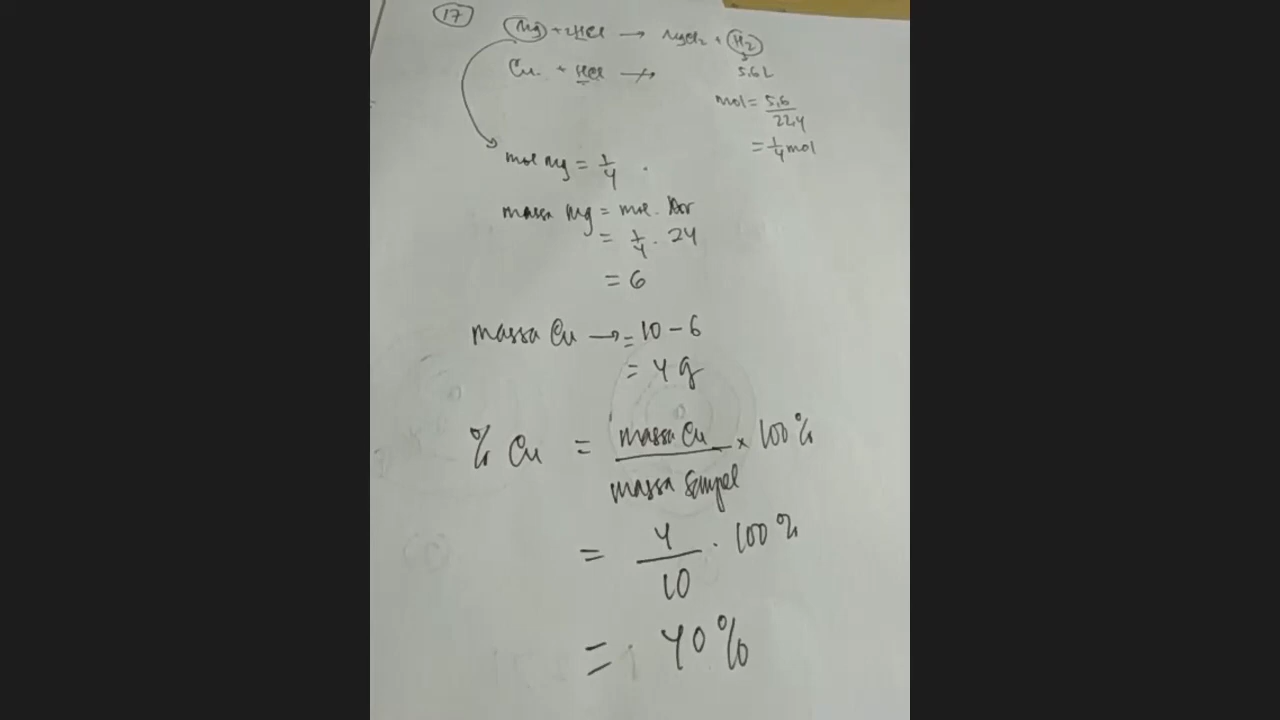 17
Mg + 2HCl → MgCl₂ + H₂
Cu + HCl ↛
5,6 L
mol = 5,6/22,4
= 1/4 mol
mol Mg = 1/4
massa Mg = mol . Ar
= 1/4 . 24
= 6
massa Cu → = 10 - 6
= 4 g
% Cu = massa Cu/massa Sampel × 100%
= 4/10 . 100%
= 40%